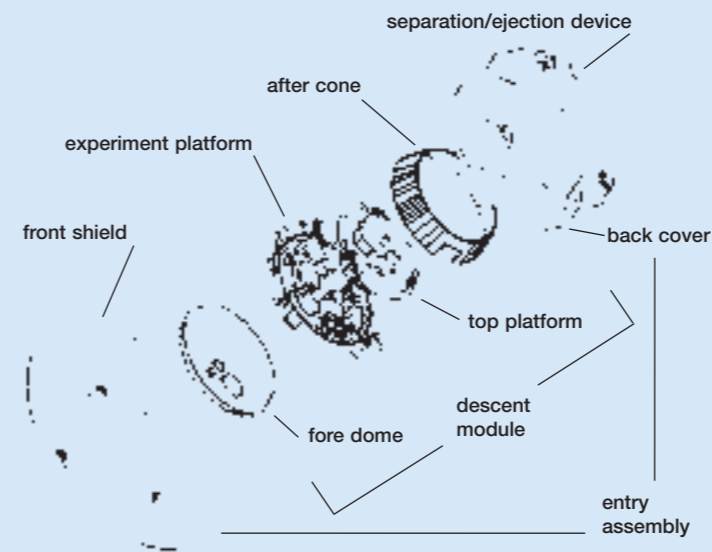 separation/ejection device
after cone
experiment platform
front shield
back cover
top platform
descent
module
fore dome
entry
assembly